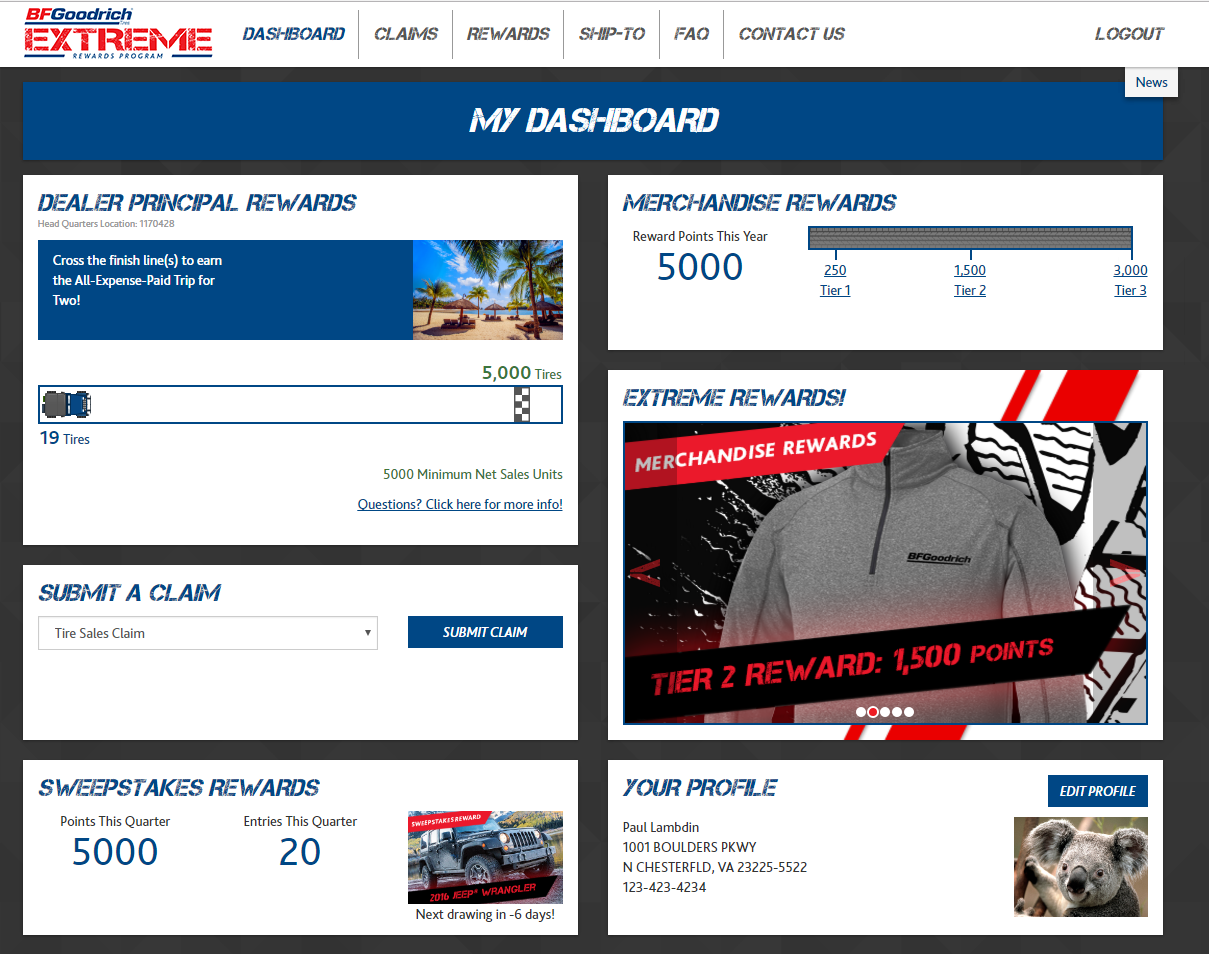 BFGoodrich
Tires
EXTREME
REWARDS PROGRAM
DASHBOARD
CLAIMS
REWARDS
SHIP-TO
FAQ
CONTACT US
LOGOUT
News
MY DASHBOARD
DEALER PRINCIPAL REWARDS
Head Quarters Location: 1170428
Cross the finish line(s) to earn
the All-Expense-Paid Trip for
Two!
5,000 Tires
19 Tires
5000 Minimum Net Sales Units
Questions? Click here for more info!
MERCHANDISE REWARDS
Reward Points This Year
5000
250
Tier 1
1,500
Tier 2
3,000
Tier 3
EXTREME REWARDS!
MERCHANDISE REWARDS
BFGoodrich
TIER 2 REWARD: 1,500 POINTS
SUBMIT A CLAIM
Tire Sales Claim
SUBMIT CLAIM
SWEEPSTAKES REWARDS
Points This Quarter
5000
Entries This Quarter
20
SWEEPSTAKES REWARD
2016 JEEP® WRANGLER
Next drawing in -6 days!
YOUR PROFILE
EDIT PROFILE
Paul Lambdin
1001 BOULDERS PKWY
N CHESTERFLD, VA 23225-5522
123-423-4234